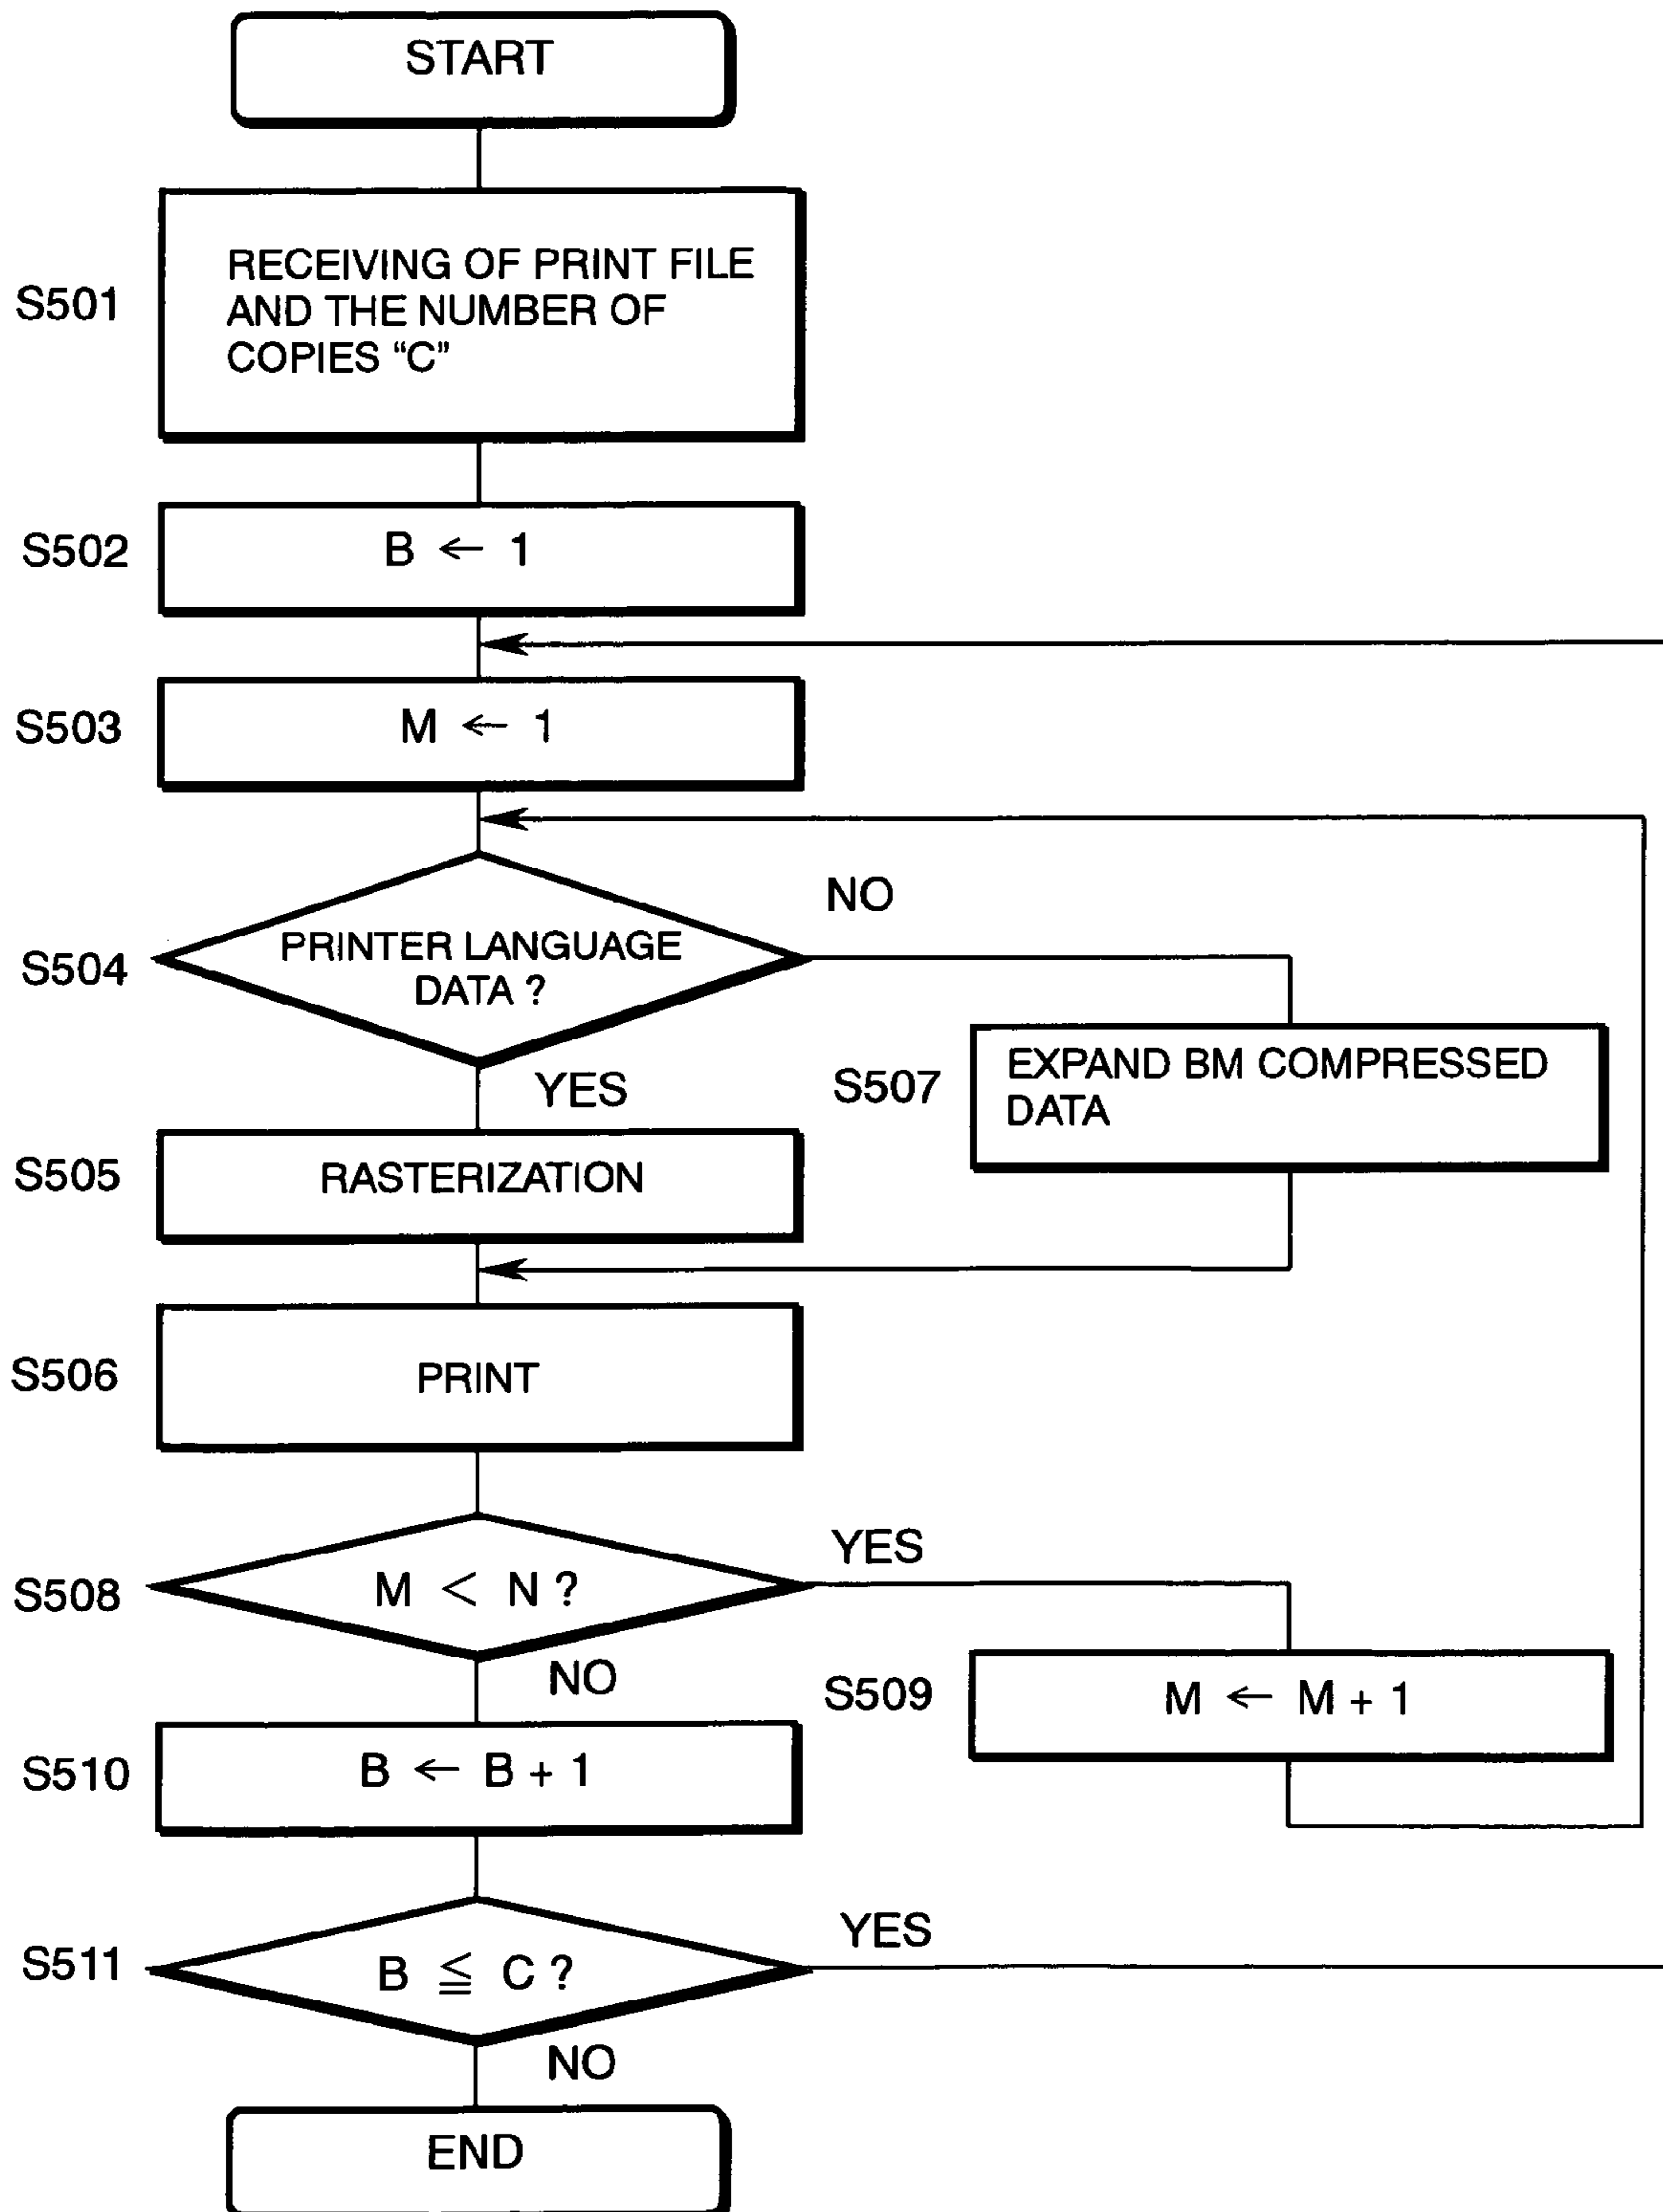 START
S501
RECEIVING OF PRINT FILE
AND THE NUMBER OF
COPIES “C”
S502
B ← 1
S503
M ← 1
S504
PRINTER LANGUAGE
DATA ?
NO
YES
S507
EXPAND BM COMPRESSED
DATA
S505
RASTERIZATION
S506
PRINT
S508
M < N ?
YES
NO
S509
M ← M + 1
S510
B ← B + 1
S511
B ≦ C ?
YES
NO
END